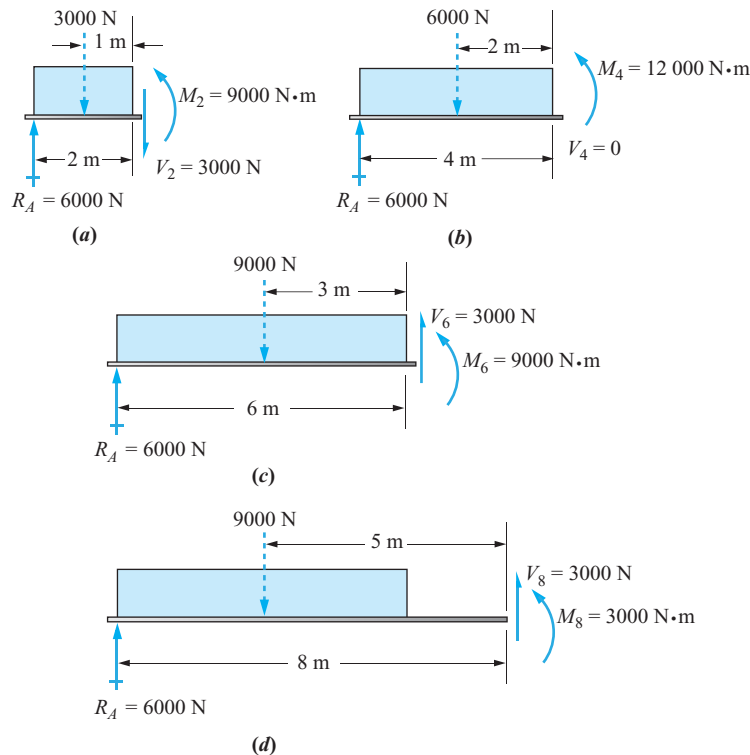 3000 N
1 m
M2 = 9000 N•m
2 m
V2 = 3000 N
RA = 6000 N
(a)
6000 N
2 m
M4 = 12 000 N•m
4 m
V4 = 0
RA = 6000 N
(b)
9000 N
3 m
V6 = 3000 N
M6 = 9000 N•m
6 m
RA = 6000 N
(c)
9000 N
5 m
V8 = 3000 N
M8 = 3000 N•m
8 m
RA = 6000 N
(d)